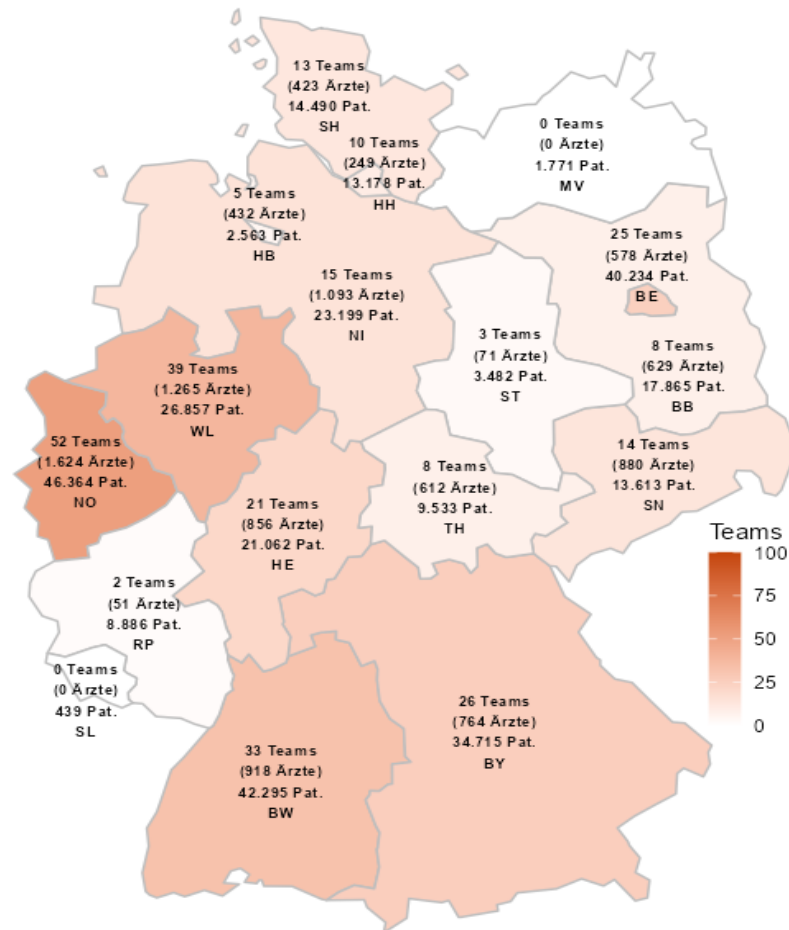 13 Teams
(423 Ärzte)
14.490 Pat.
SH
10 Teams
(249 Ärzte)
13.178 Pat.
HH
0 Teams
(0 Ärzte)
1.771 Pat.
MV
5 Teams
(432 Ärzte)
2.563 Pat.
HB
25 Teams
(578 Ärzte)
40.234 Pat.
BE
15 Teams
(1.093 Ärzte)
23.199 Pat.
NI
3 Teams
(71 Ärzte)
3.482 Pat.
ST
8 Teams
(629 Ärzte)
17.865 Pat.
BB
39 Teams
(1.265 Ärzte)
26.857 Pat.
WL
52 Teams
(1.624 Ärzte)
46.364 Pat.
NO
14 Teams
(880 Ärzte)
13.613 Pat.
SN
8 Teams
(612 Ärzte)
9.533 Pat.
TH
21 Teams
(856 Ärzte)
21.062 Pat.
HE
2 Teams
(51 Ärzte)
8.886 Pat.
RP
0 Teams
(0 Ärzte)
439 Pat.
SL
26 Teams
(764 Ärzte)
34.715 Pat.
BY
33 Teams
(918 Ärzte)
42.295 Pat.
BW
Teams
100
75
50
25
0